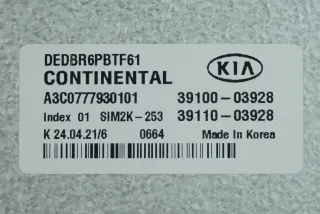 DEDBR6PBTF61
CONTINENTAL
KIA
A3C0777930101 39100-03928
Index 01 SIM2K-253 39110-03928
K 24.04.21/6 0664 Made In Korea